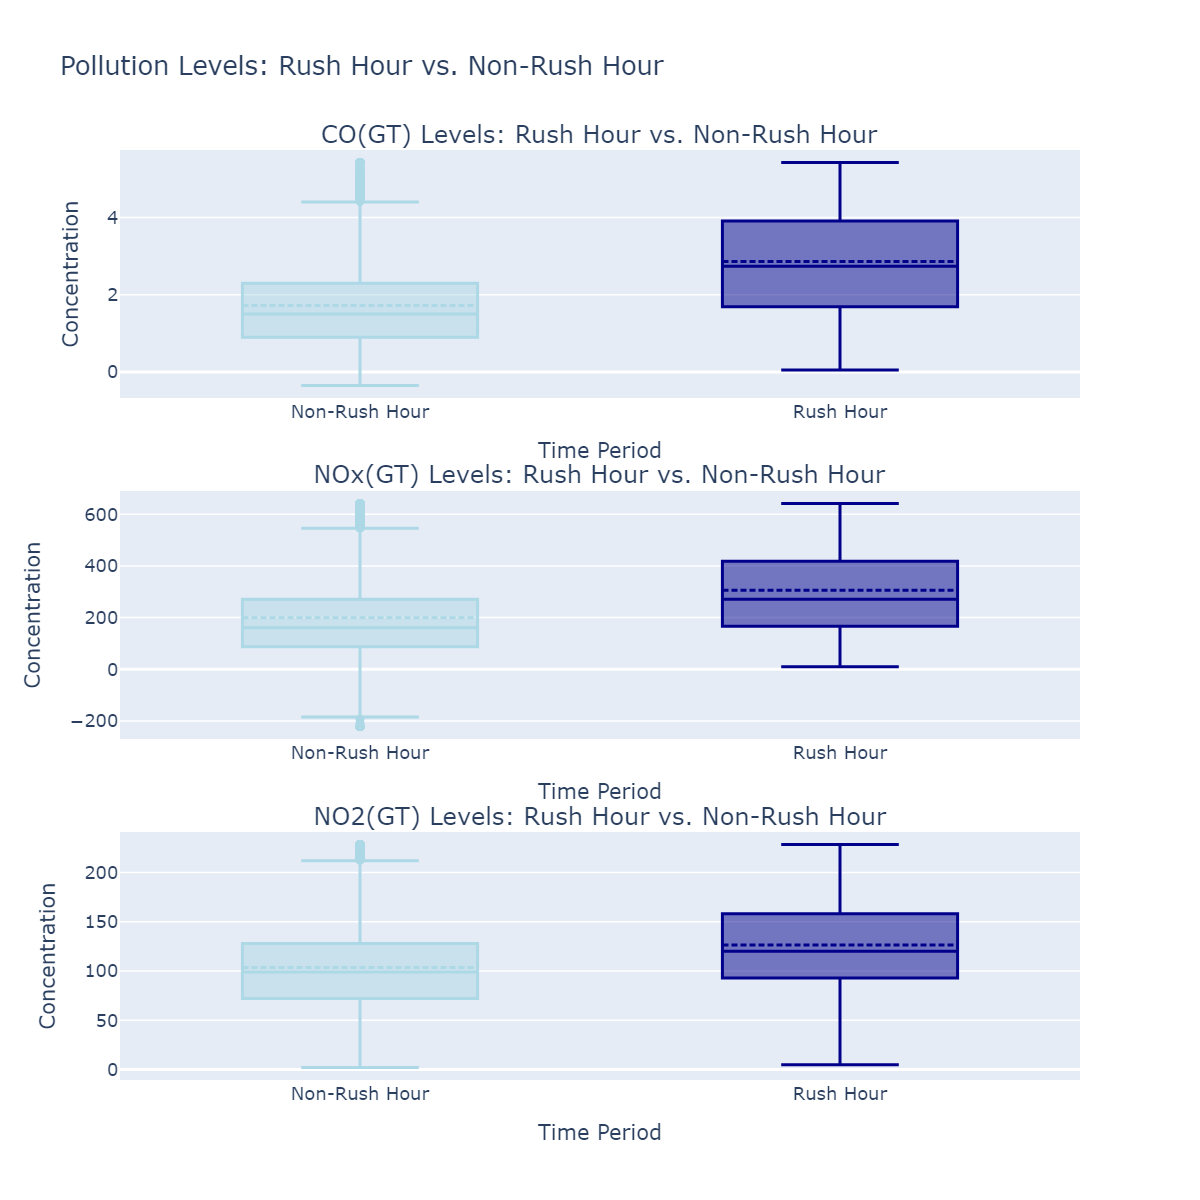 Pollution Levels: Rush Hour vs. Non-Rush Hour
CO(GT) Levels: Rush Hour vs. Non-Rush Hour
Concentration
4
2
0
Non-Rush Hour
Rush Hour
Time Period
NOx(GT) Levels: Rush Hour vs. Non-Rush Hour
Concentration
600
400
200
0
−200
Non-Rush Hour
Rush Hour
Time Period
NO2(GT) Levels: Rush Hour vs. Non-Rush Hour
Concentration
200
150
100
50
0
Non-Rush Hour
Rush Hour
Time Period